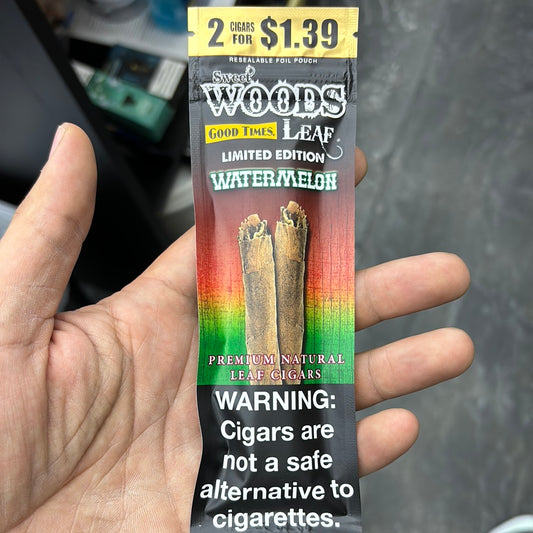 2 CIGARS FOR $1.39
RESEALABLE FOIL POUCH
Sweet
WOODS
GOOD TIMES. LEAF
LIMITED EDITION
WATERMELON
PREMIUM NATURAL
LEAF CIGARS
WARNING:
Cigars are
not a safe
alternative to
cigarettes.